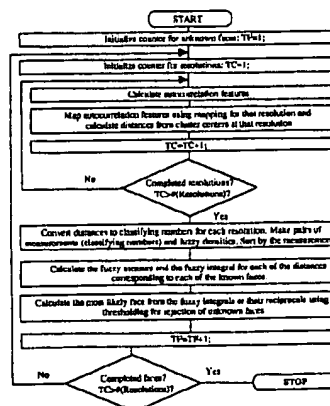 START
Initialize counter for unknown faces: TF=1;
Initialize counter for resolutions: TC=1;
Calculate autocorrelation features
Map autocorrelation features using mapping for that resolution and
calculate distances from cluster centers at that resolution
TC=TC+1;
No
Completed resolutions?
TC>#(Resolutions)?
Yes
Convert distances to classifying numbers for each resolution. Make pairs of
measurements (classifying numbers) and fuzzy densities. Sort by the measurement
Calculate the fuzzy measure and the fuzzy integral for each of the distances
corresponding to each of the known faces
Calculate the most likely face from the fuzzy integrals or their reciprocals using
thresholding for rejection of unknown faces
TF=TF+1;
No
Completed faces?
TC>#(Resolutions)?
Yes
STOP